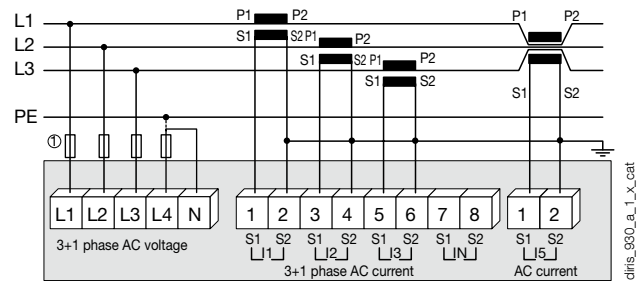 L1 P1 P2 P1 P2
L2 S1 S2 P1 P2
L3 S1 S2 P1 P2
S1 S2 S1 S2
PE
①
L1 L2 L3 L4 N 1 2 3 4 5 6 7 8 1 2
S1 S2 S1 S2 S1 S2 S1 S2 S1 S2
I1 I2 I3 IN I5
3+1 phase AC voltage
3+1 phase AC current
AC current
diris_930_a_1_x_cat